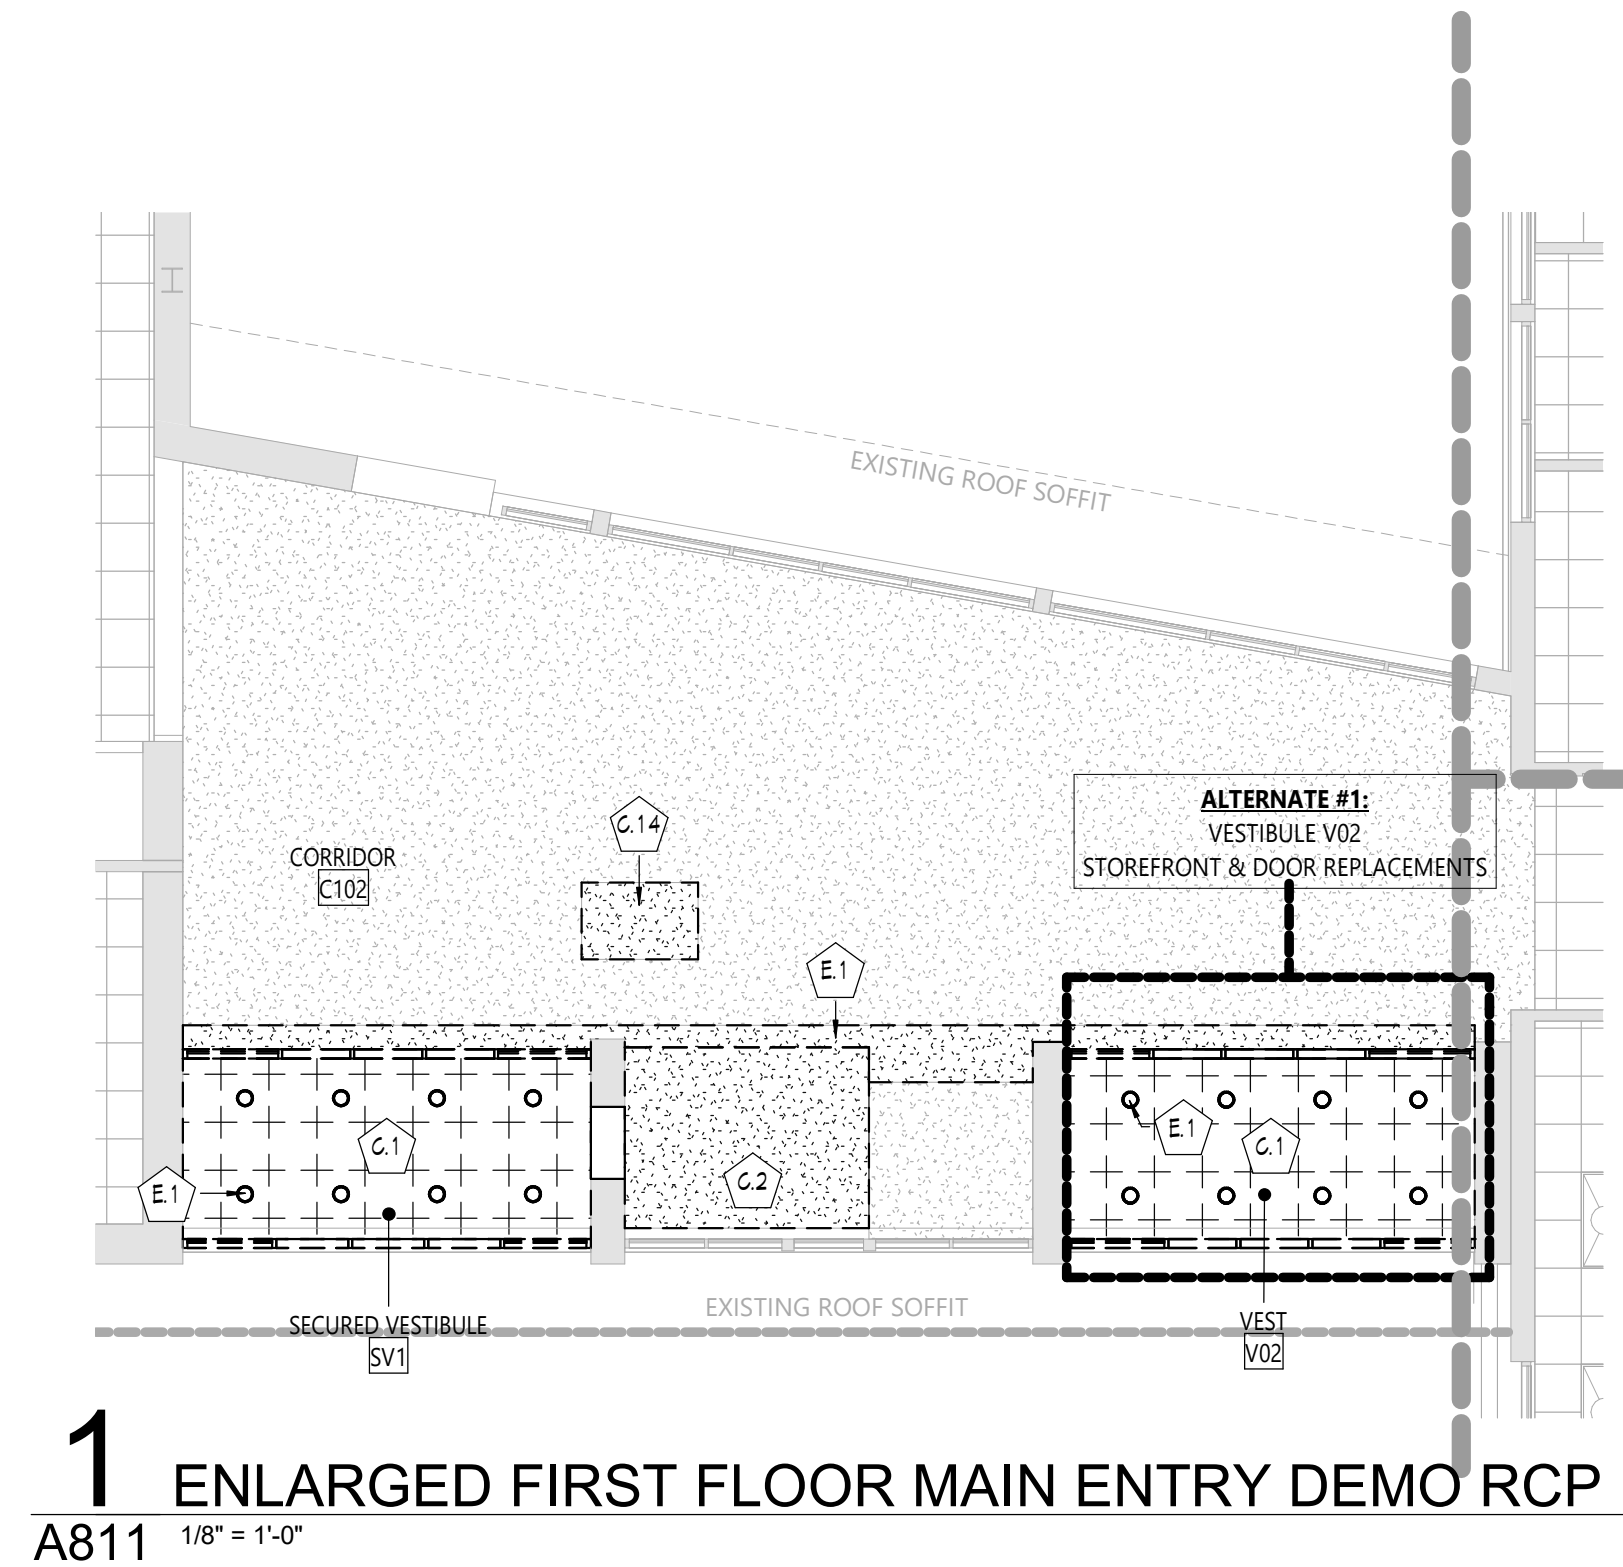 EXISTING ROOF SOFFIT
C.14
ALTERNATE #1:
VESTIBULE V02
STOREFRONT & DOOR REPLACEMENTS
CORRIDOR
C102
E.1
E.1
C.1
C.1
C.2
E.1
EXISTING ROOF SOFFIT
SECURED VESTIBULE
SV1
VEST
V02
1
ENLARGED FIRST FLOOR MAIN ENTRY DEMO RCP
A811
1/8" = 1'-0"